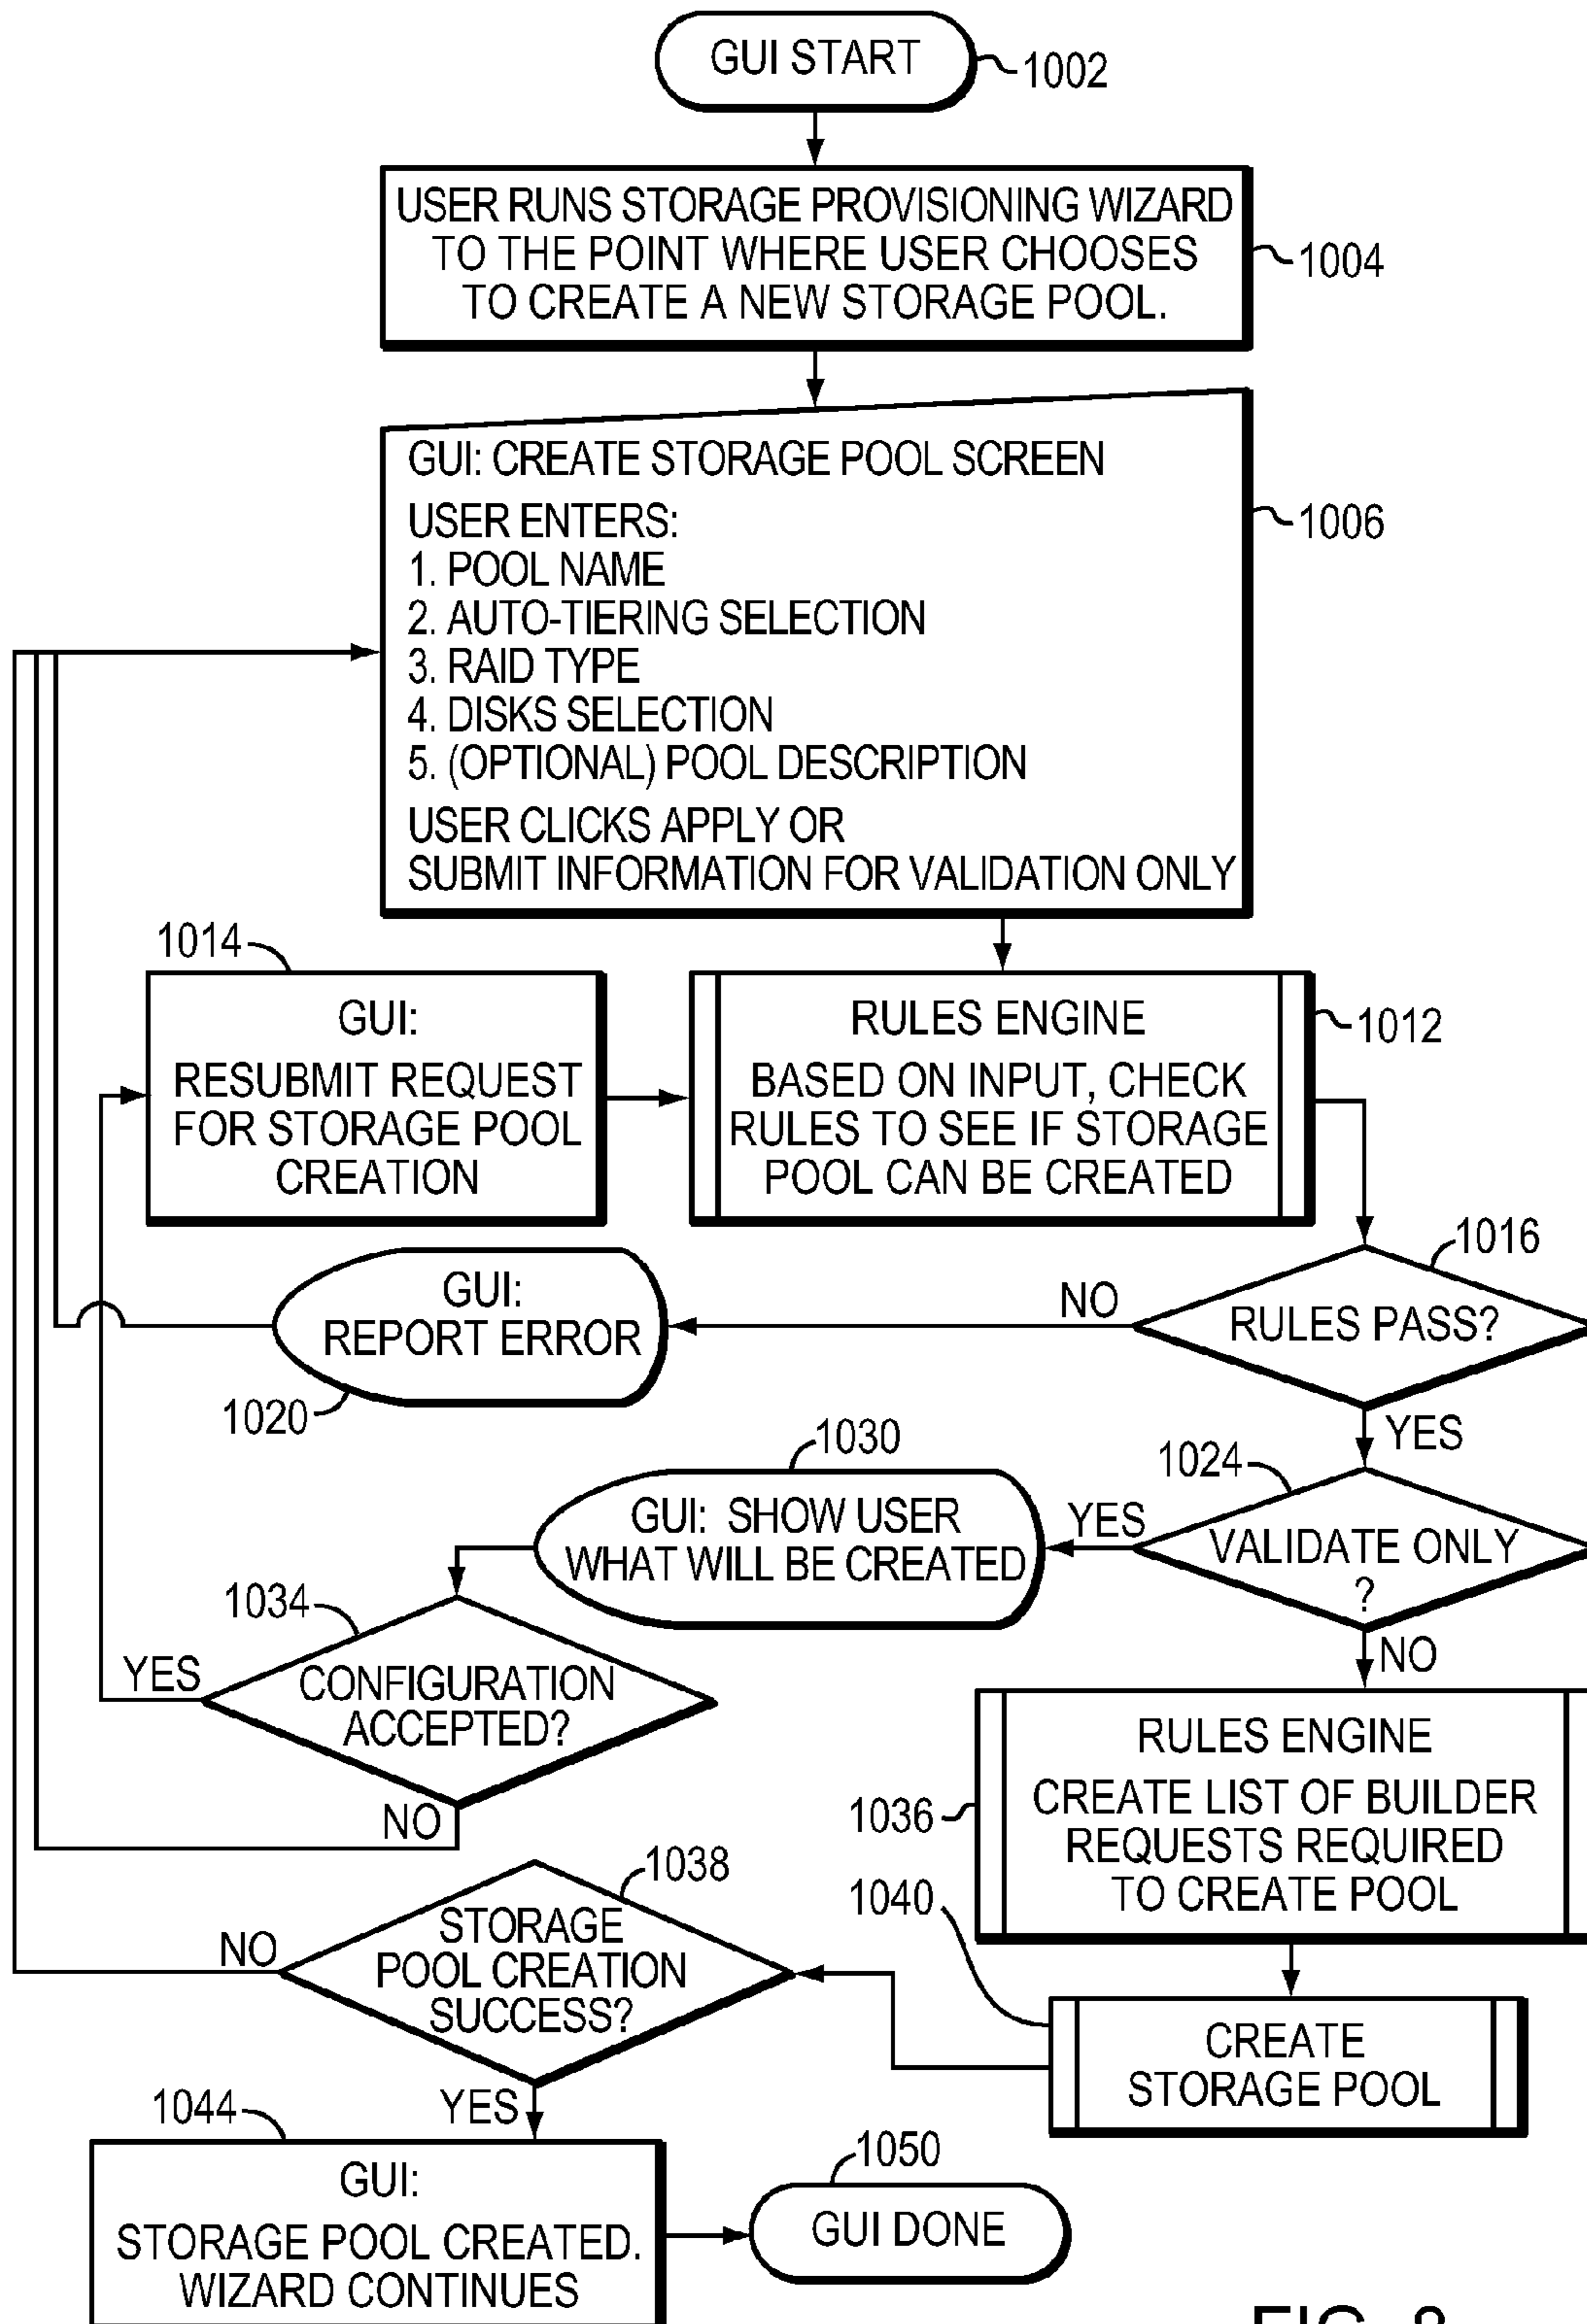 GUI START
1002
USER RUNS STORAGE PROVISIONING WIZARD
TO THE POINT WHERE USER CHOOSES
TO CREATE A NEW STORAGE POOL.
1004
GUI: CREATE STORAGE POOL SCREEN
USER ENTERS:
1. POOL NAME
2. AUTO-TIERING SELECTION
3. RAID TYPE
4. DISKS SELECTION
5. (OPTIONAL) POOL DESCRIPTION
USER CLICKS APPLY OR
SUBMIT INFORMATION FOR VALIDATION ONLY
1006
1014
GUI:
RESUBMIT REQUEST
FOR STORAGE POOL
CREATION
RULES ENGINE
BASED ON INPUT, CHECK
RULES TO SEE IF STORAGE
POOL CAN BE CREATED
1012
1016
RULES PASS?
NO
GUI:
REPORT ERROR
1020
YES
1024
VALIDATE ONLY
?
YES
1030
GUI: SHOW USER
WHAT WILL BE CREATED
1034
YES
CONFIGURATION
ACCEPTED?
NO
NO
RULES ENGINE
CREATE LIST OF BUILDER
REQUESTS REQUIRED
TO CREATE POOL
1036
1038
STORAGE
POOL CREATION
SUCCESS?
NO
1040
CREATE
STORAGE POOL
YES
1044
GUI:
STORAGE POOL CREATED.
WIZARD CONTINUES
1050
GUI DONE
FIG. 8